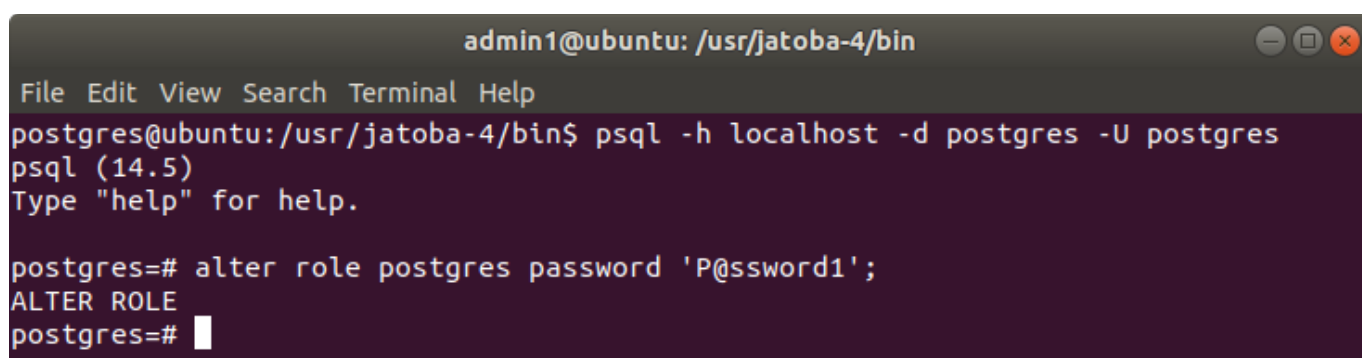 admin1@ubuntu: /usr/jatoba-4/bin
File Edit View Search Terminal Help
postgres@ubuntu:/usr/jatoba-4/bin$ psql -h localhost -d postgres -U postgres
psql (14.5)
Type "help" for help.
postgres=# alter role postgres password 'P@ssword1';
ALTER ROLE
postgres=#